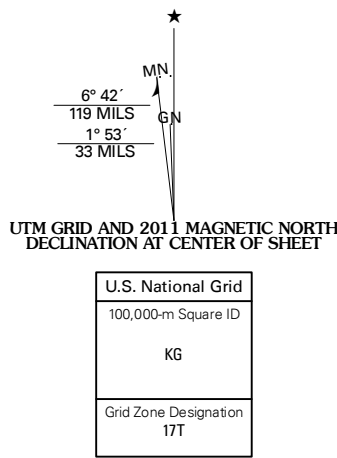 ★
M.N.
6° 42´
119 MILS
GN
1° 53´
33 MILS
UTM GRID AND 2011 MAGNETIC NORTH
DECLINATION AT CENTER OF SHEET
U.S. National Grid
100,000-m Square ID
KG
Grid Zone Designation
17T